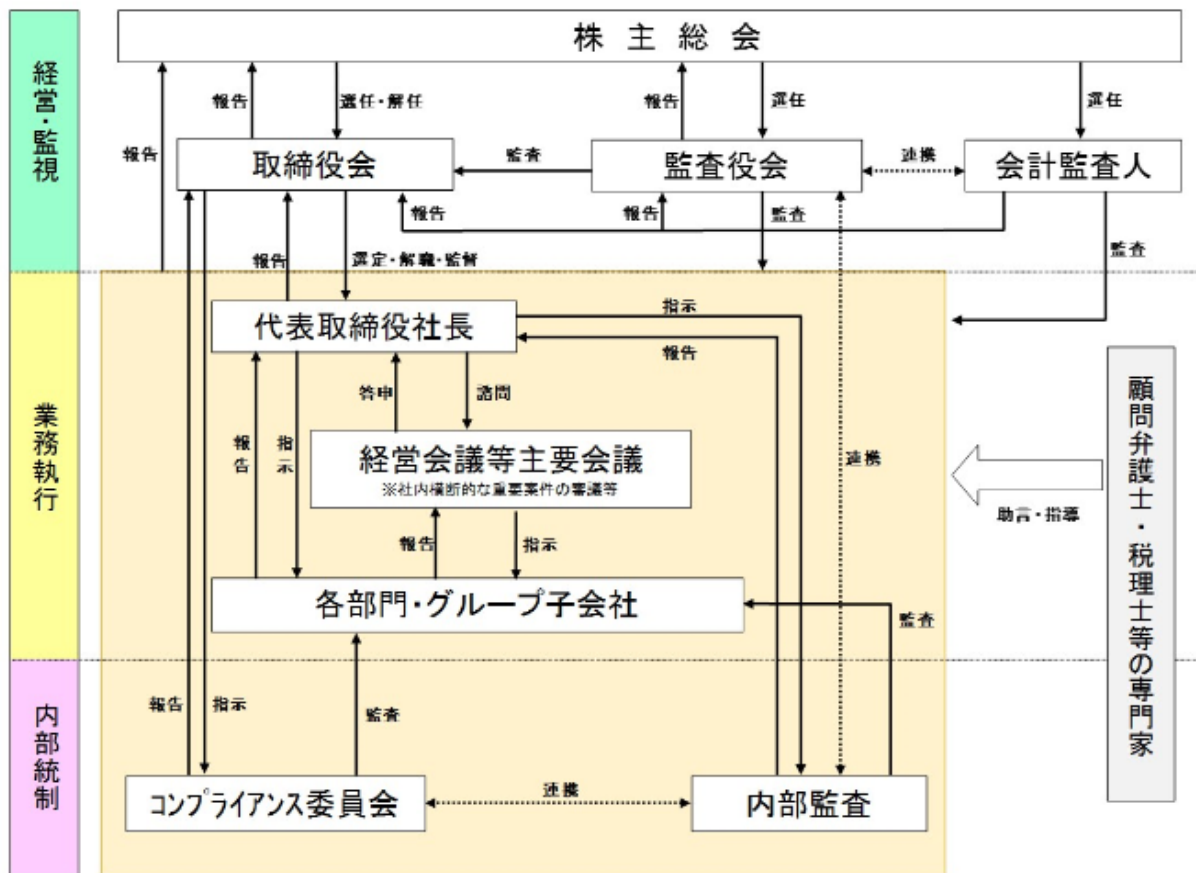 株主総会
経営・監視
報告
選任・解任
報告
選任
選任
報告
取締役会
監査
監査役会
連携
会計監査人
報告
報告
監査
監査
報告
選定・解職・監督
代表取締役社長
指示
報告
答申
諮問
業務執行
報告
指示
経営会議等主要会議
※社内横断的な重要案件の審議等
連携
助言・指導
顧問弁護士・税理士等の専門家
報告
指示
各部門・グループ子会社
監査
内部統制
報告
指示
監査
コンプライアンス委員会
連携
内部監査